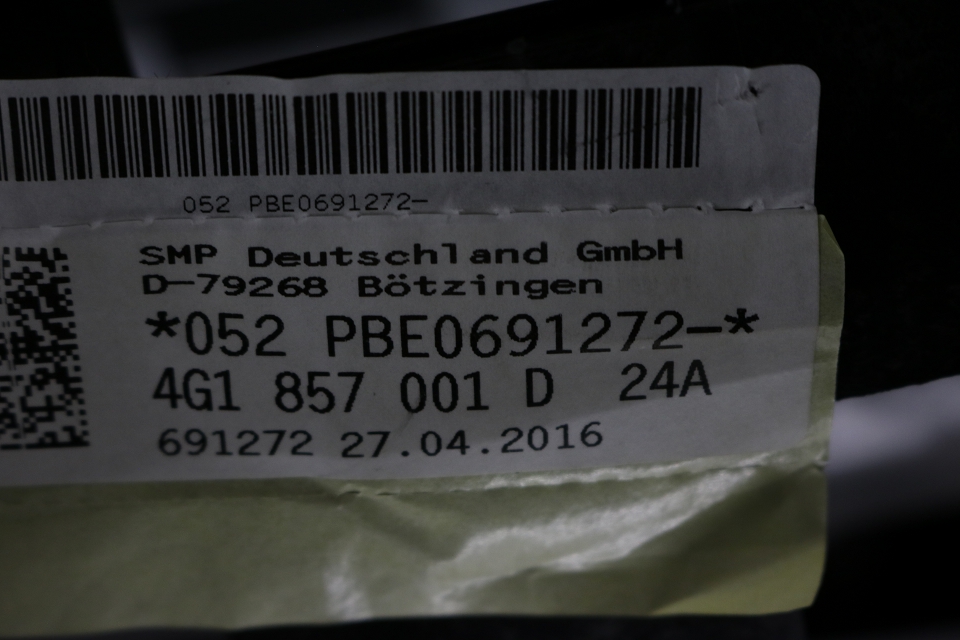 052 PBE0691272-
SMP Deutschland GmbH
D-79268 Bötzingen
*052 PBE0691272-*
4G1 857 001 D 24A
691272 27.04.2016